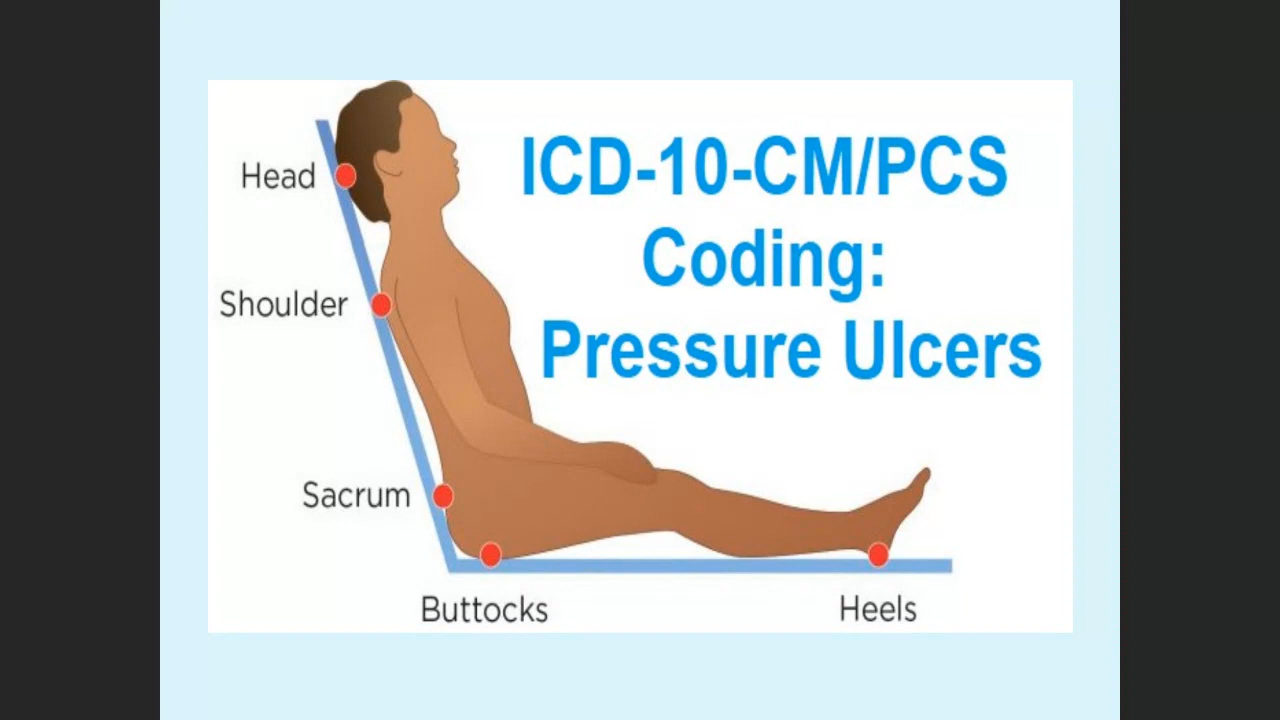 ICD-10-CM/PCS
Coding:
Pressure Ulcers
Head
Shoulder
Sacrum
Buttocks
Heels